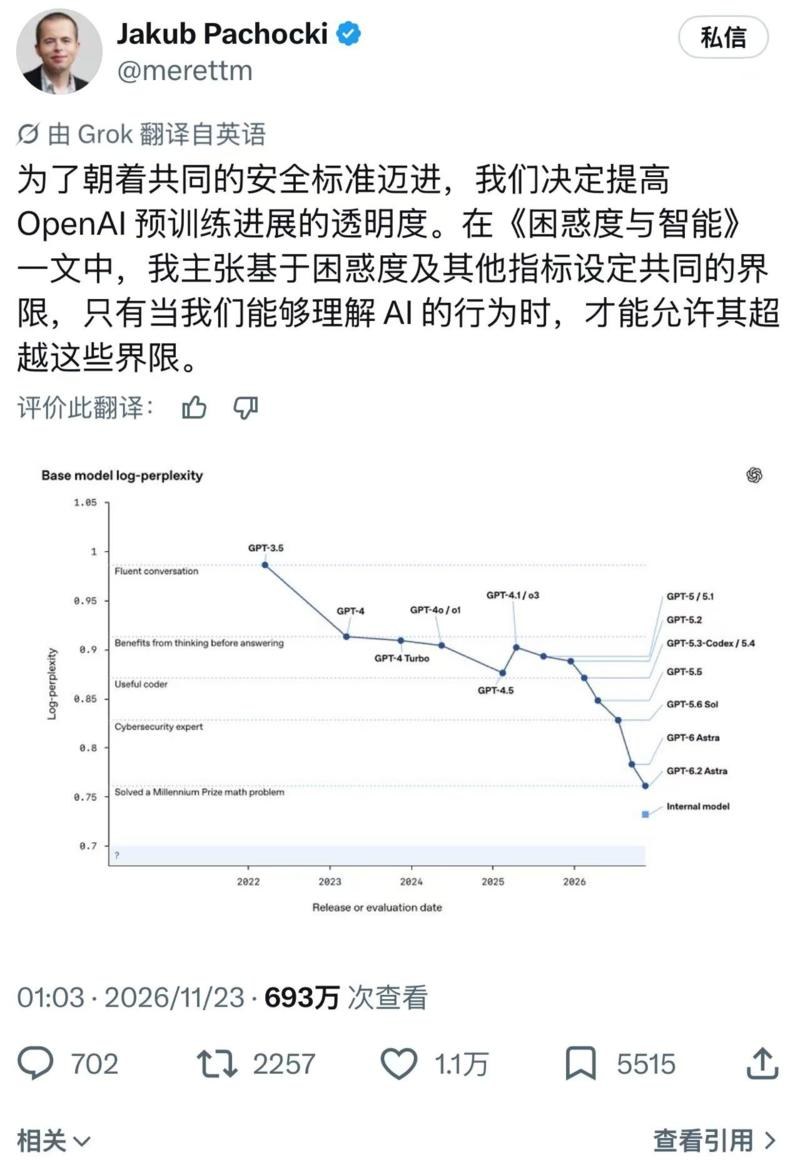 Jakub Pachocki
私信
@merettm
由 Grok 翻译自英语
为了朝着共同的安全标准迈进，我们决定提高
OpenAI 预训练进展的透明度。在《困惑度与智能》
一文中，我主张基于困惑度及其他指标设定共同的界
限，只有当我们能够理解 AI 的行为时，才能允许其超
越这些界限。
评价此翻译：
Base model log-perplexity
1.05
1
0.95
0.9
0.85
0.8
0.75
0.7
Log-perplexity
GPT-3.5
Fluent conversation
GPT-4
GPT-4o / o1
GPT-4.1 / o3
GPT-5 / 5.1
GPT-5.2
Benefits from thinking before answering
GPT-5.3-Codex / 5.4
GPT-4 Turbo
GPT-5.5
Useful coder
GPT-4.5
GPT-5.6 Sol
Cybersecurity expert
GPT-6 Astra
GPT-6.2 Astra
Solved a Millennium Prize math problem
Internal model
?
2022
2023
2024
2025
2026
Release or evaluation date
01:03 · 2026/11/23 · 693万 次查看
702
2257
1.1万
5515
相关
查看引用